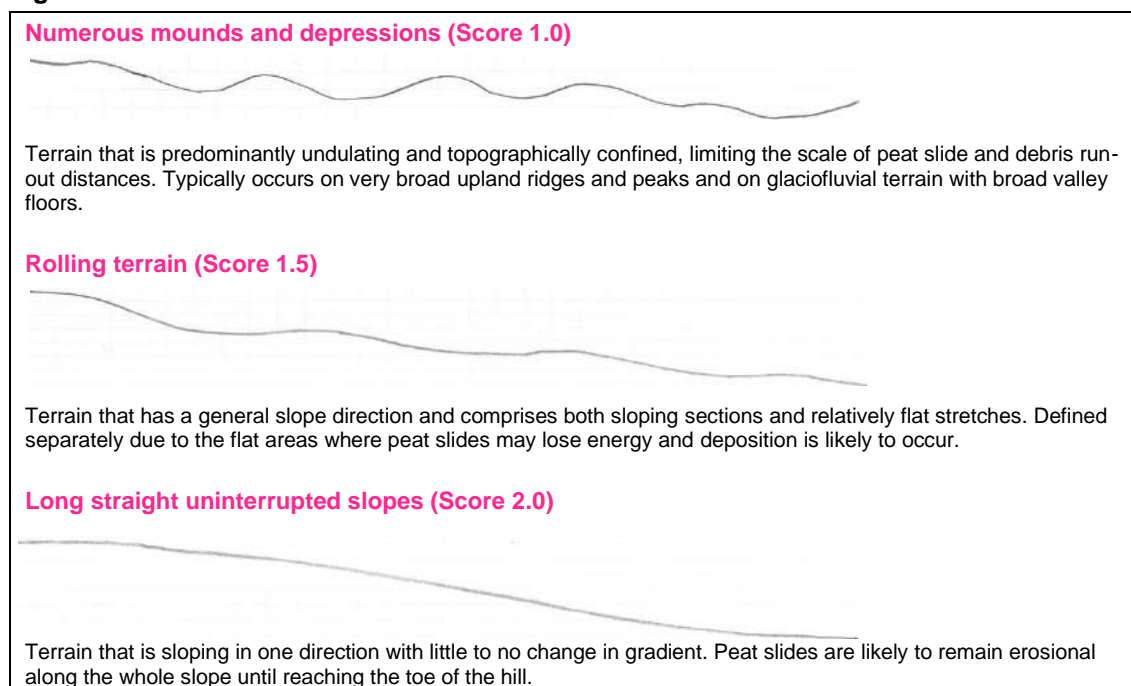 Numerous mounds and depressions (Score 1.0)
Terrain that is predominantly undulating and topographically confined, limiting the scale of peat slide and debris run-
out distances. Typically occurs on very broad upland ridges and peaks and on glaciofluvial terrain with broad valley
floors.
Rolling terrain (Score 1.5)
Terrain that has a general slope direction and comprises both sloping sections and relatively flat stretches. Defined
separately due to the flat areas where peat slides may lose energy and deposition is likely to occur.
Long straight uninterrupted slopes (Score 2.0)
Terrain that is sloping in one direction with little to no change in gradient. Peat slides are likely to remain erosional
along the whole slope until reaching the toe of the hill.